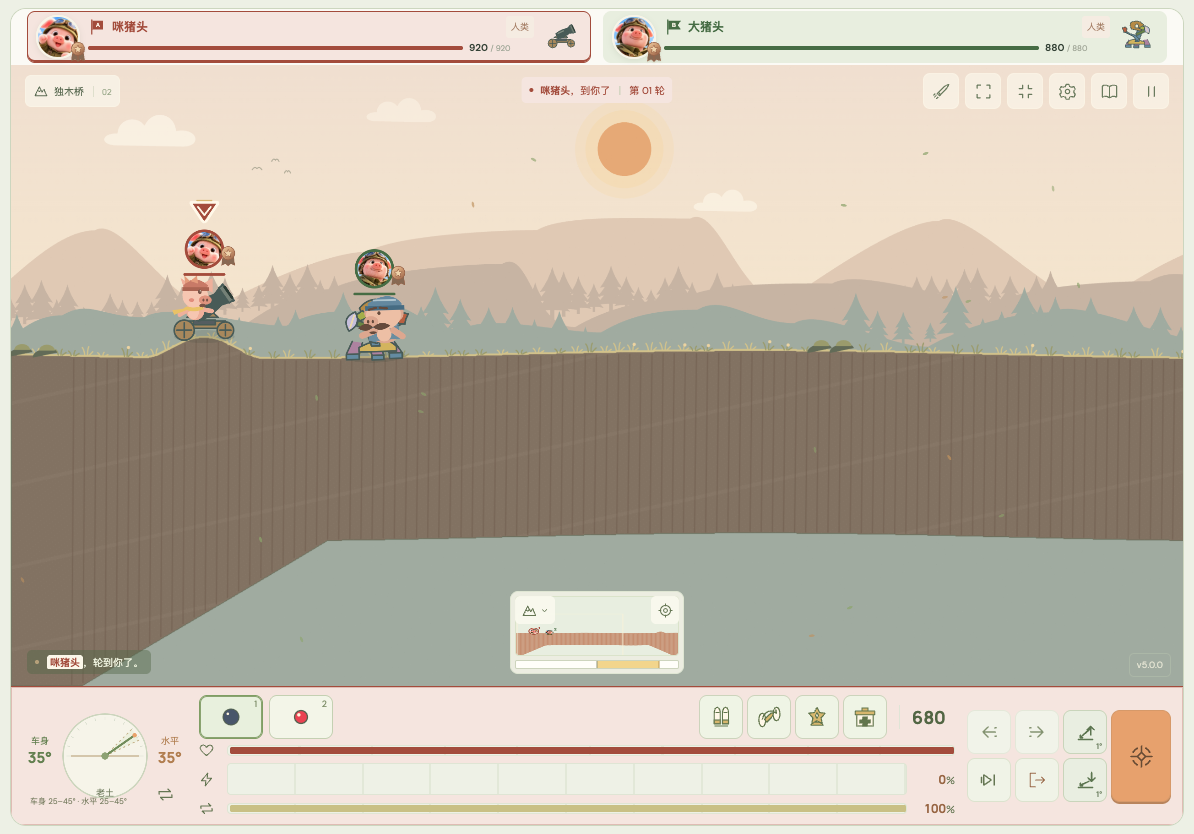 咪猪头
人类
920 / 920
大猪头
人类
880 / 880
独木桥 02
咪猪头，到你了 第 01 轮
咪猪头，轮到你了。
v5.0.0
1
2
680
车身
35°
水平
35°
老土
车身 25–45° · 水平 25–45°
0%
100%
1°
1°